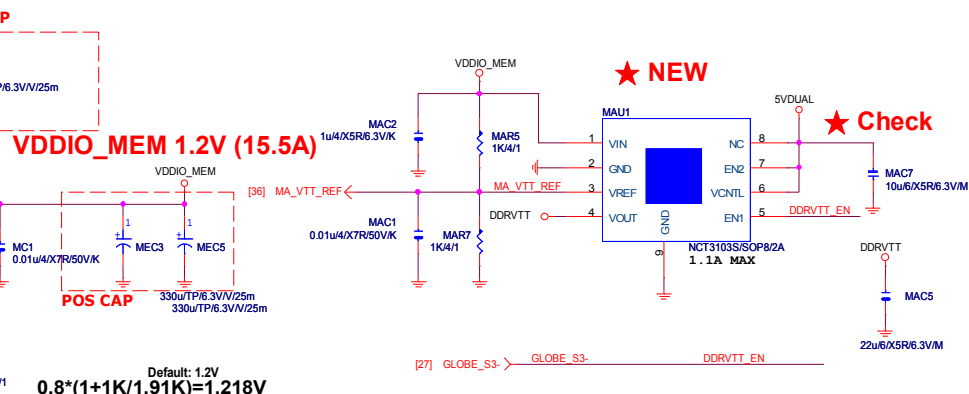 P
P/6.3V/V/25m
VDDIO_MEM 1.2V (15.5A)
VDDIO_MEM
MC1
0.01u/4/X7R/50V/K
1
MEC3
1
MEC5
POS CAP
330u/TP/6.3V/V/25m
330u/TP/6.3V/V/25m
/1
Default: 1.2V
0.8*(1+1K/1.91K)=1.218V
VDDIO_MEM
MAC2
1u/4/X5R/6.3V/K
MAR5
1K/4/1
[36] MA_VTT_REF
MA_VTT_REF
MAC1
0.01u/4/X7R/50V/K
MAR7
1K/4/1
DDRVTT
★ NEW
MAU1
1 VIN
2 GND
3 VREF
4 VOUT
NC 8
EN2 7
VCNTL 6
EN1 5
GND
9
NCT3103S/SOP8/2A
1.1A MAX
5VDUAL
★ Check
MAC7
10u/6/X5R/6.3V/M
DDRVTT_EN
DDRVTT
MAC5
22u/6/X5R/6.3V/M
[27] GLOBE_S3-
GLOBE_S3-
DDRVTT_EN